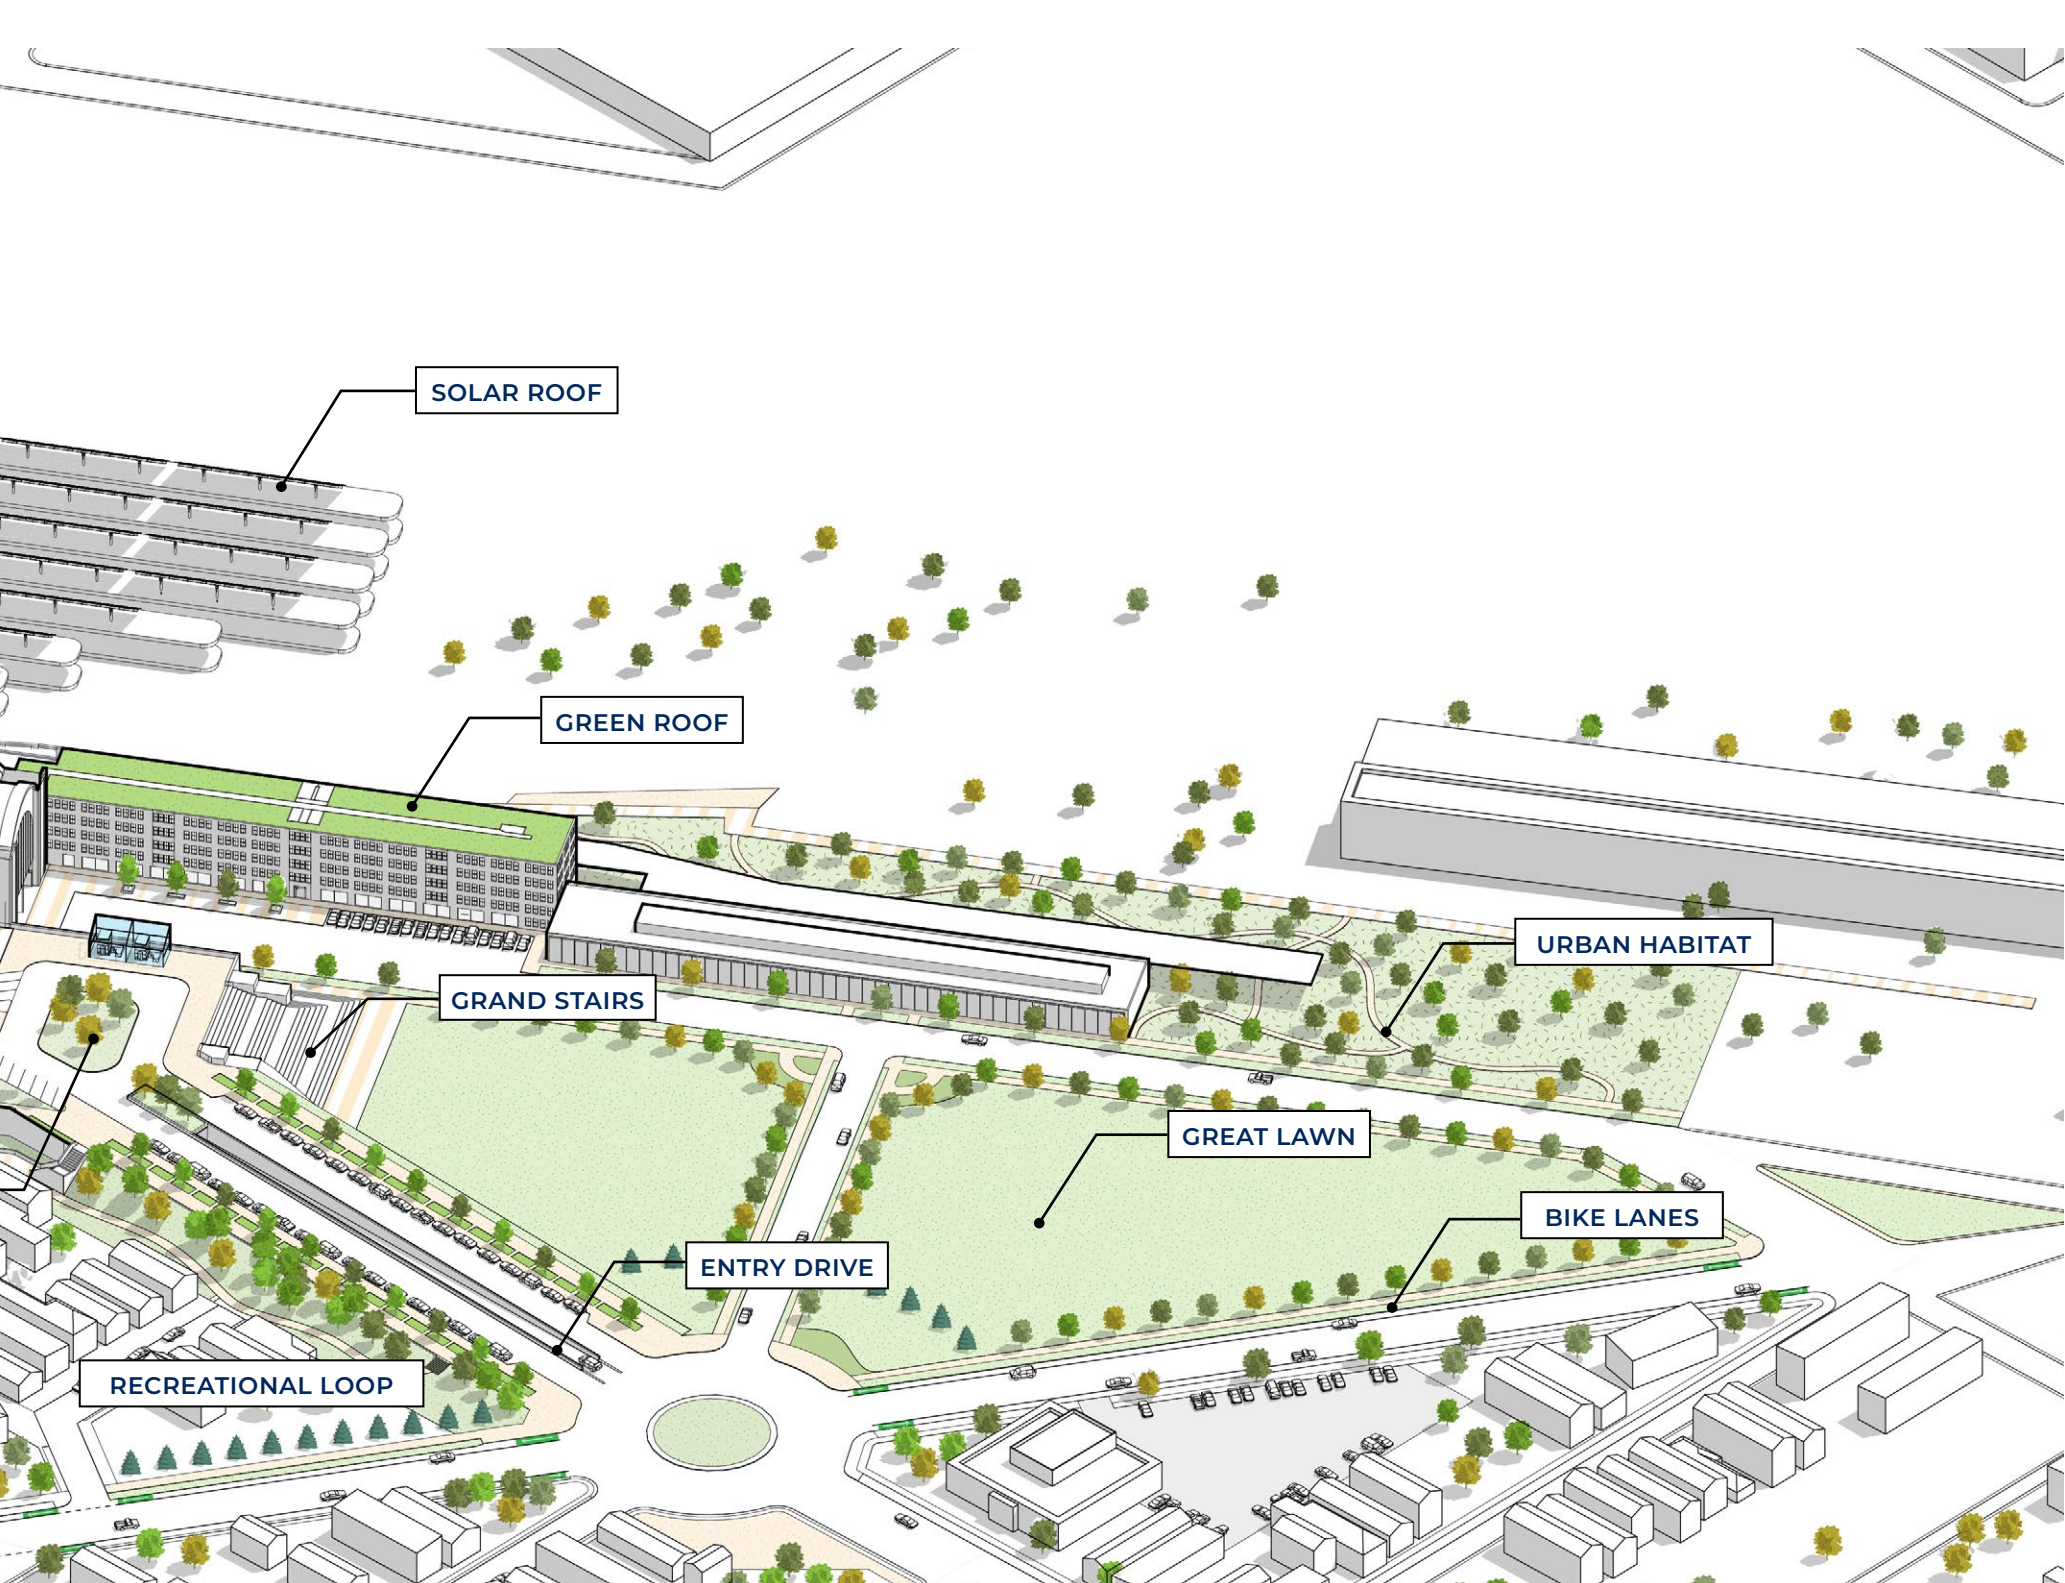 SOLAR ROOF
GREEN ROOF
URBAN HABITAT
GRAND STAIRS
GREAT LAWN
BIKE LANES
ENTRY DRIVE
RECREATIONAL LOOP